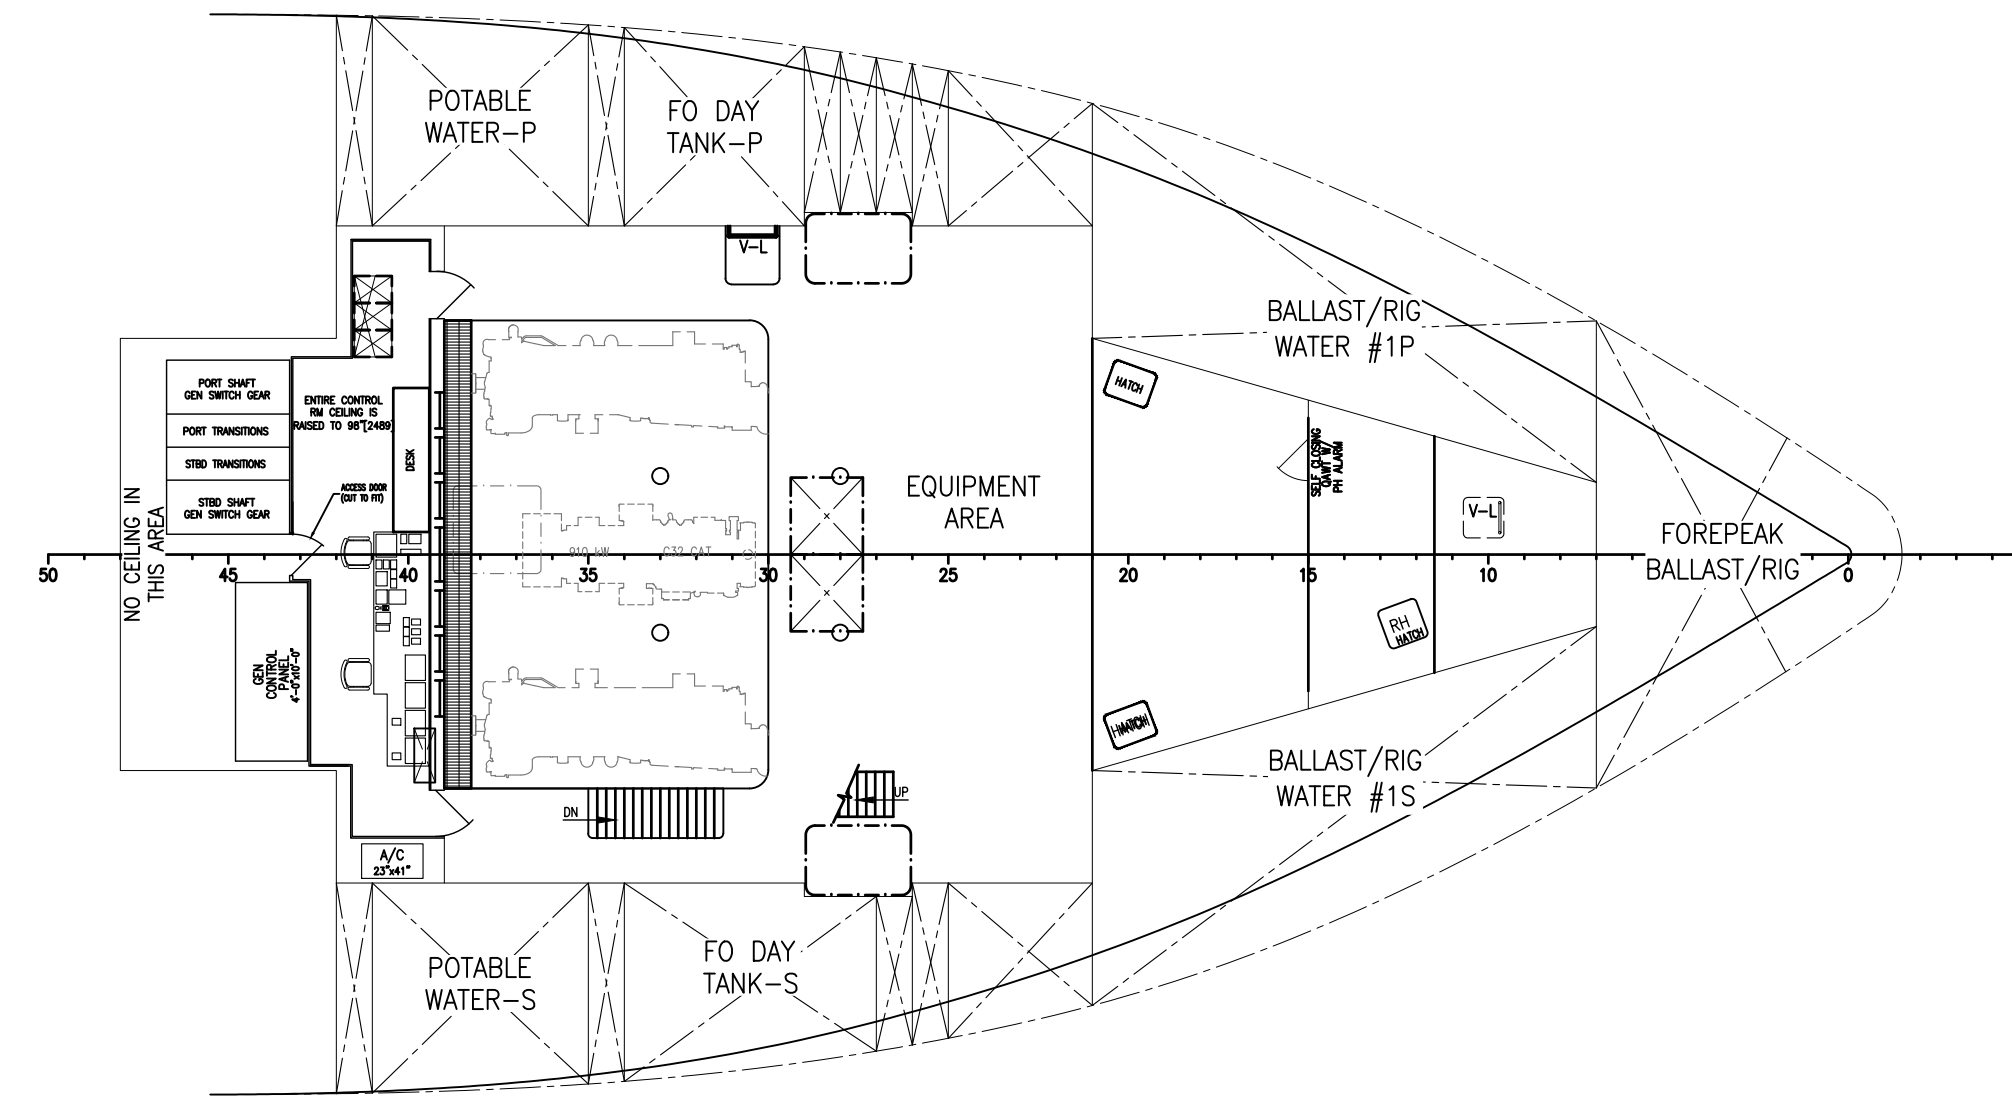 POTABLE
WATER-P
FO DAY
TANK-P
V-L
BALLAST/RIG
WATER #1P
PORT SHAFT
GEN SWITCH GEAR
PORT TRANSITIONS
STBD TRANSITIONS
STBD SHAFT
GEN SWITCH GEAR
ENTIRE CONTROL
RM CEILING IS
RAISED TO 98"[2489]
ACCESS DOOR
(CUT TO FIT)
DESK
HATCH
SELF CLOSING
QAWT W/
PH ALARM
EQUIPMENT
AREA
V-L
NO CEILING IN
THIS AREA
910 kW
C32 CAT
FOREPEAK
BALLAST/RIG
50
45
40
35
30
25
20
15
10
0
GEN
CONTROL
PANEL
4'-0"x10'-0"
RH
HATCH
HATCH
BALLAST/RIG
WATER #1S
DN
UP
A/C
23"x41"
POTABLE
WATER-S
FO DAY
TANK-S